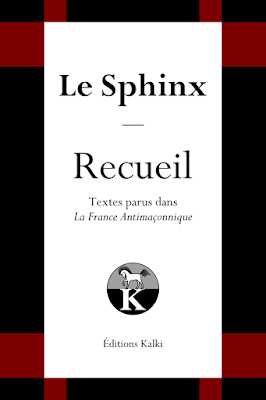 Le Sphinx
Recueil
Textes parus dans
La France Antimaçonnique
K
Éditions Kalki